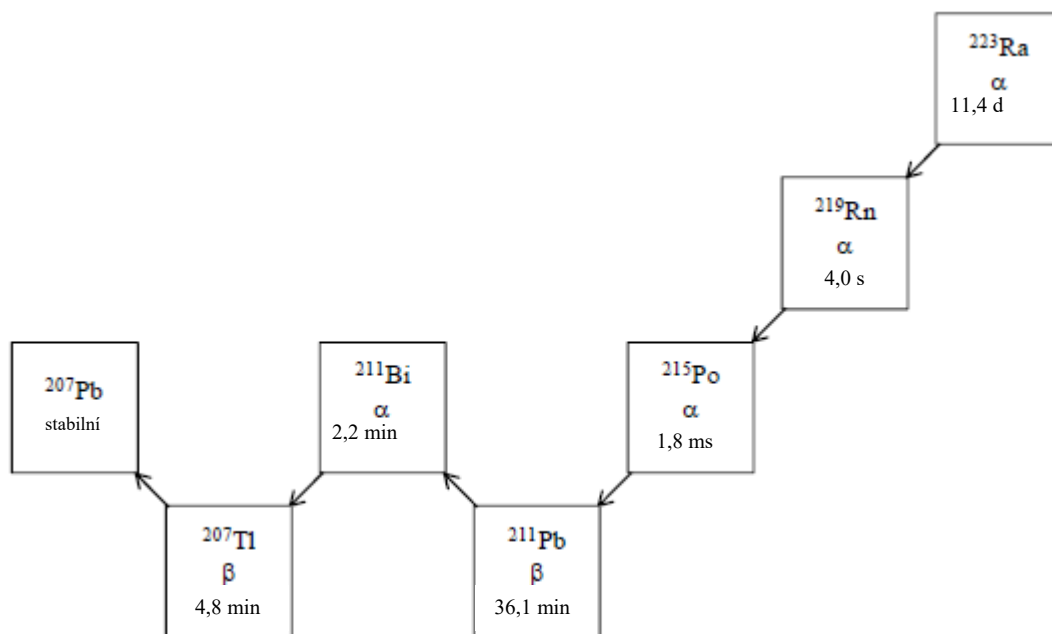 ²²³Ra
α
11,4 d
²¹⁹Rn
α
4,0 s
²⁰⁷Pb
stabilní
²¹¹Bi
α
2,2 min
²¹⁵Po
α
1,8 ms
²⁰⁷Tl
β
4,8 min
²¹¹Pb
β
36,1 min